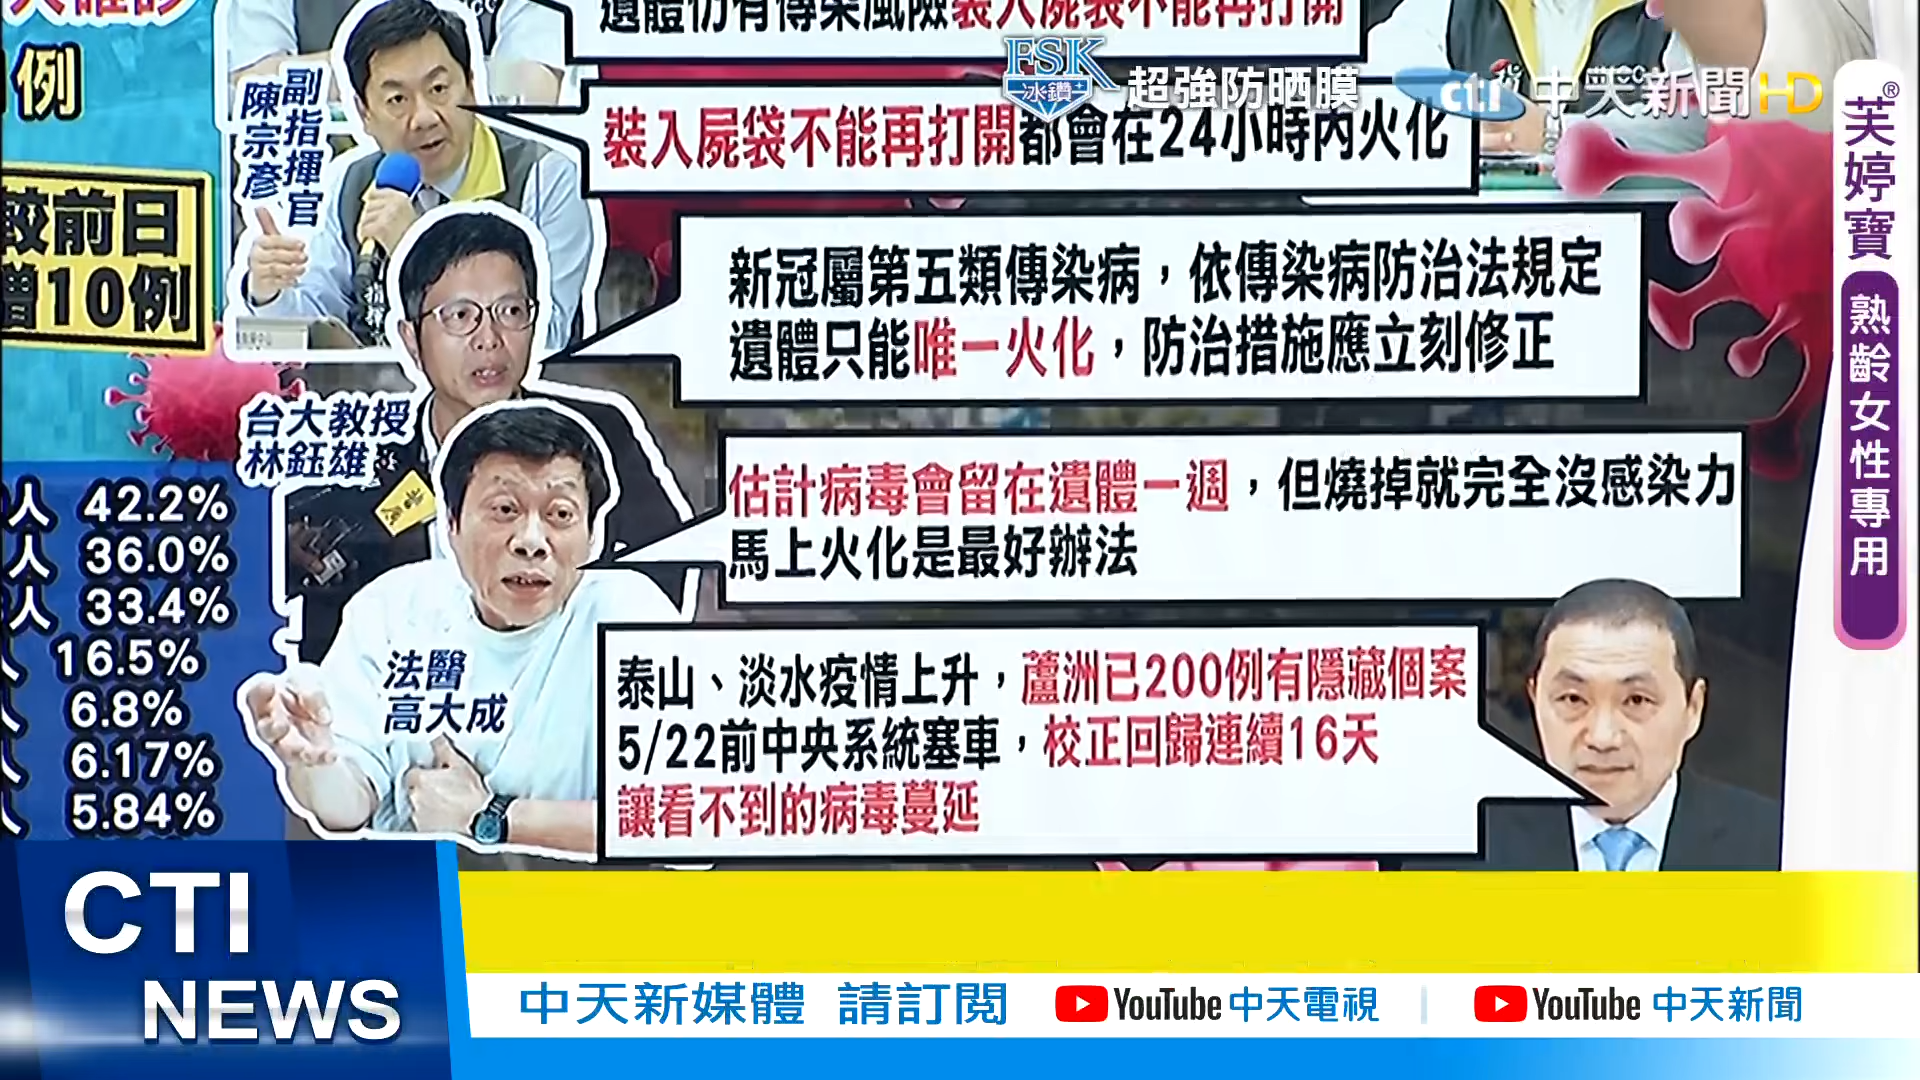 遺體仍有傳染風險裝入屍袋不能再打開
例
副指揮官
陳宗彥
FSK
冰鑽
超強防晒膜
cti 中天新聞HD
裝入屍袋不能再打開都會在24小時內火化
較前日
增10例
新冠屬第五類傳染病，依傳染病防治法規定
遺體只能唯一火化，防治措施應立刻修正
台大教授
林鈺雄
估計病毒會留在遺體一週，但燒掉就完全沒感染力
馬上火化是最好辦法
人 42.2%
人 36.0%
人 33.4%
人 16.5%
人 6.8%
人 6.17%
人 5.84%
法醫
高大成
泰山、淡水疫情上升，蘆洲已200例有隱藏個案
5/22前中央系統塞車，校正回歸連續16天
讓看不到的病毒蔓延
芙婷寶®
熟齡女性專用
CTI
NEWS
中天新媒體 請訂閱 YouTube 中天電視 | YouTube 中天新聞